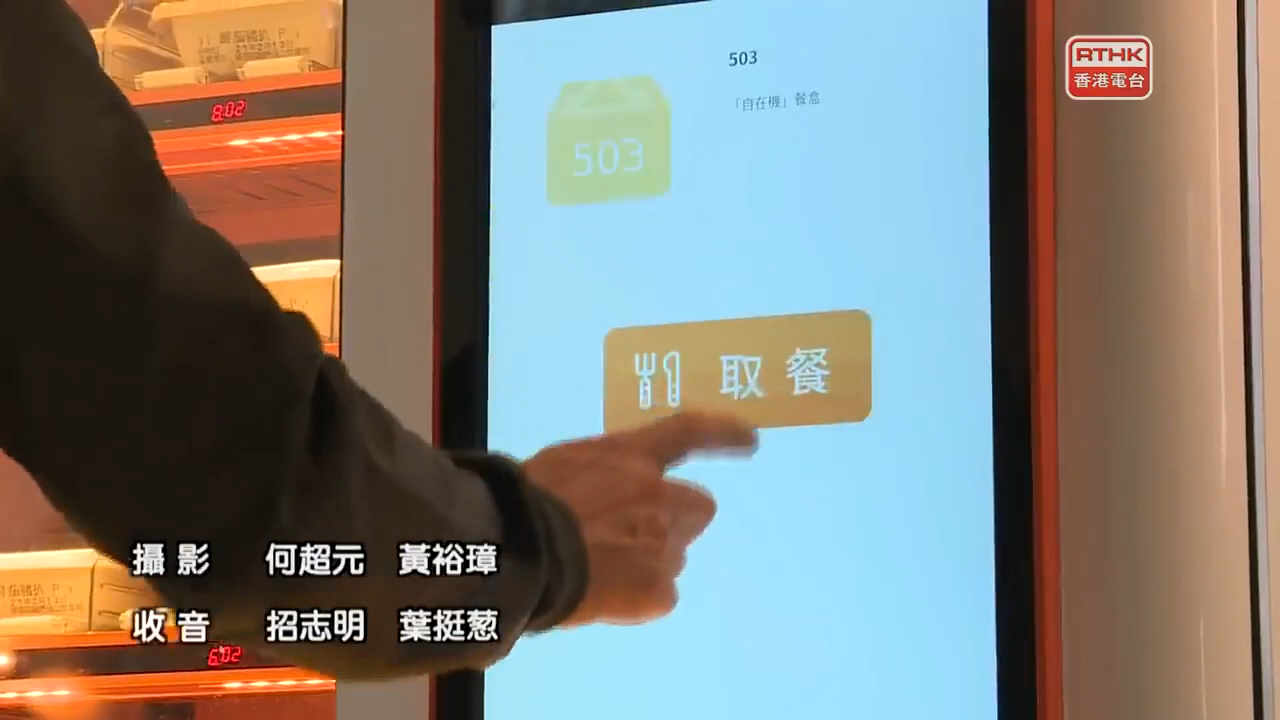 503
「自在機」餐盒
503
取餐
RTHK
香港電台
8:02
6:02
攝影 何超元 黃裕璋
收音 招志明 葉挺葱